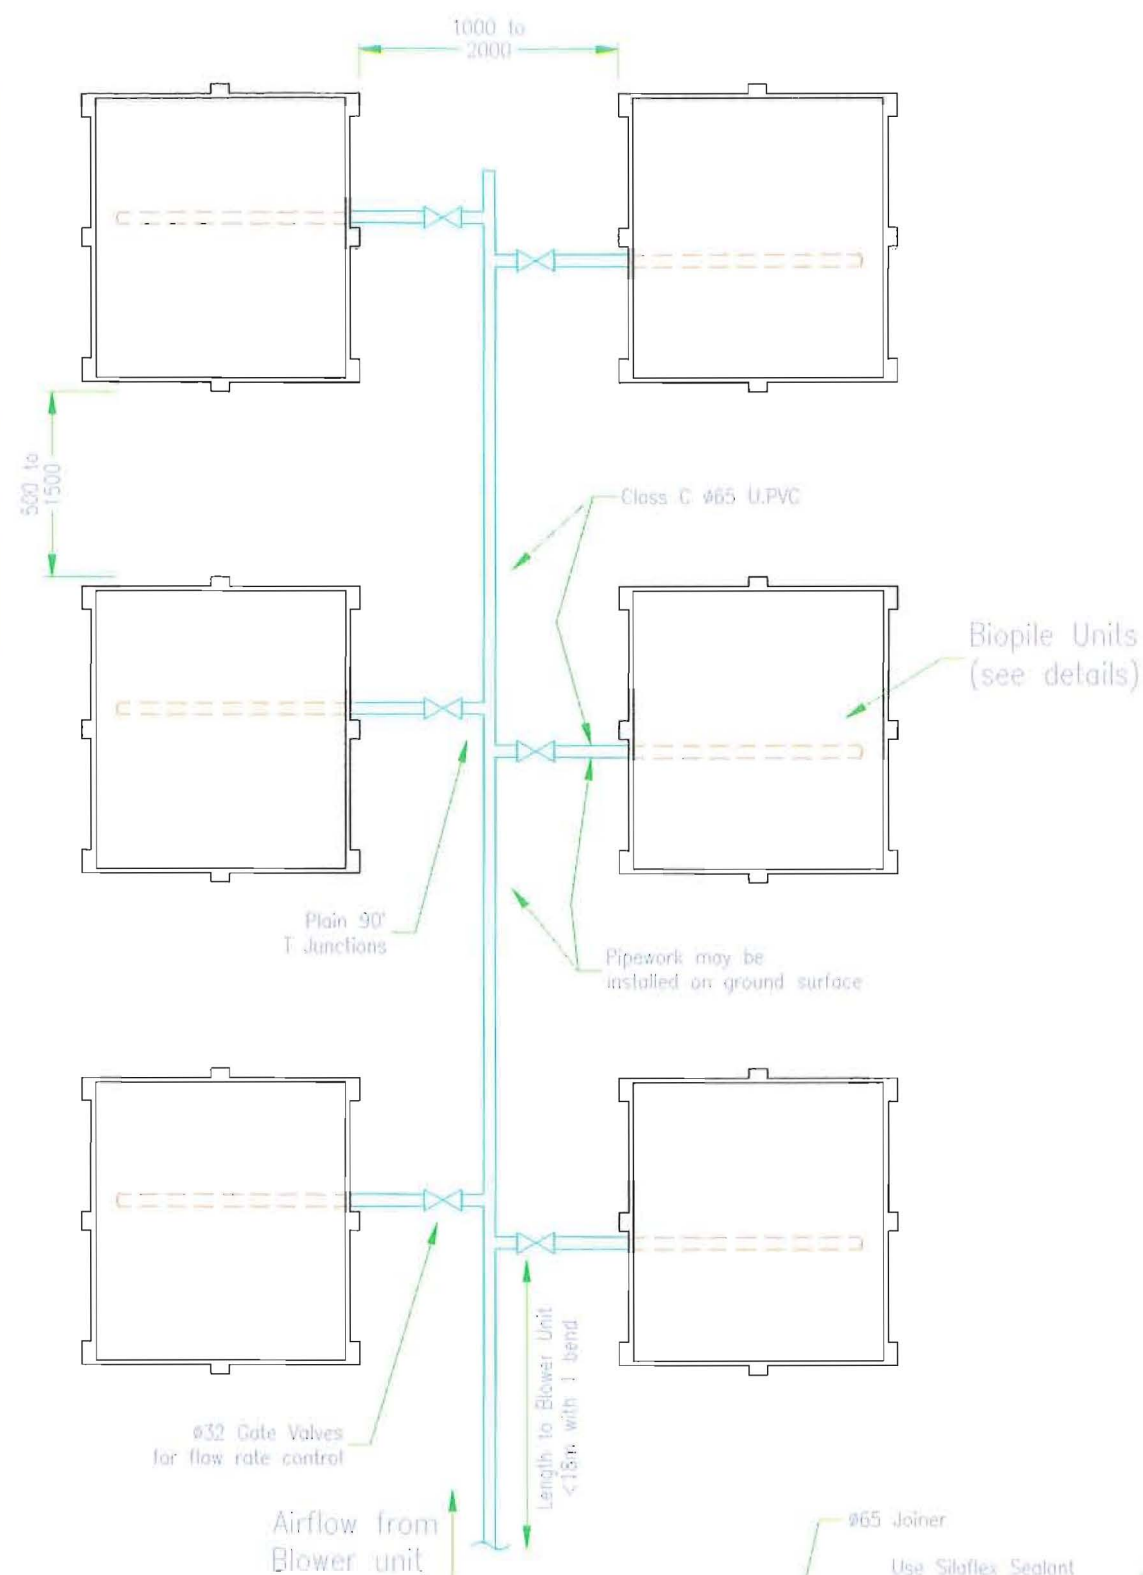 1000 to
2000
500 to
1500
Class C ø65 U.PVC
Biopile Units
(see details)
Plain 90°
T Junctions
Pipework may be
installed on ground surface
ø32 Gate Valves
for flow rate control
Length to Blower Unit
<18m with 1 bend
Airflow from
Blower unit
ø65 Joiner
Use Silaflex Sealant